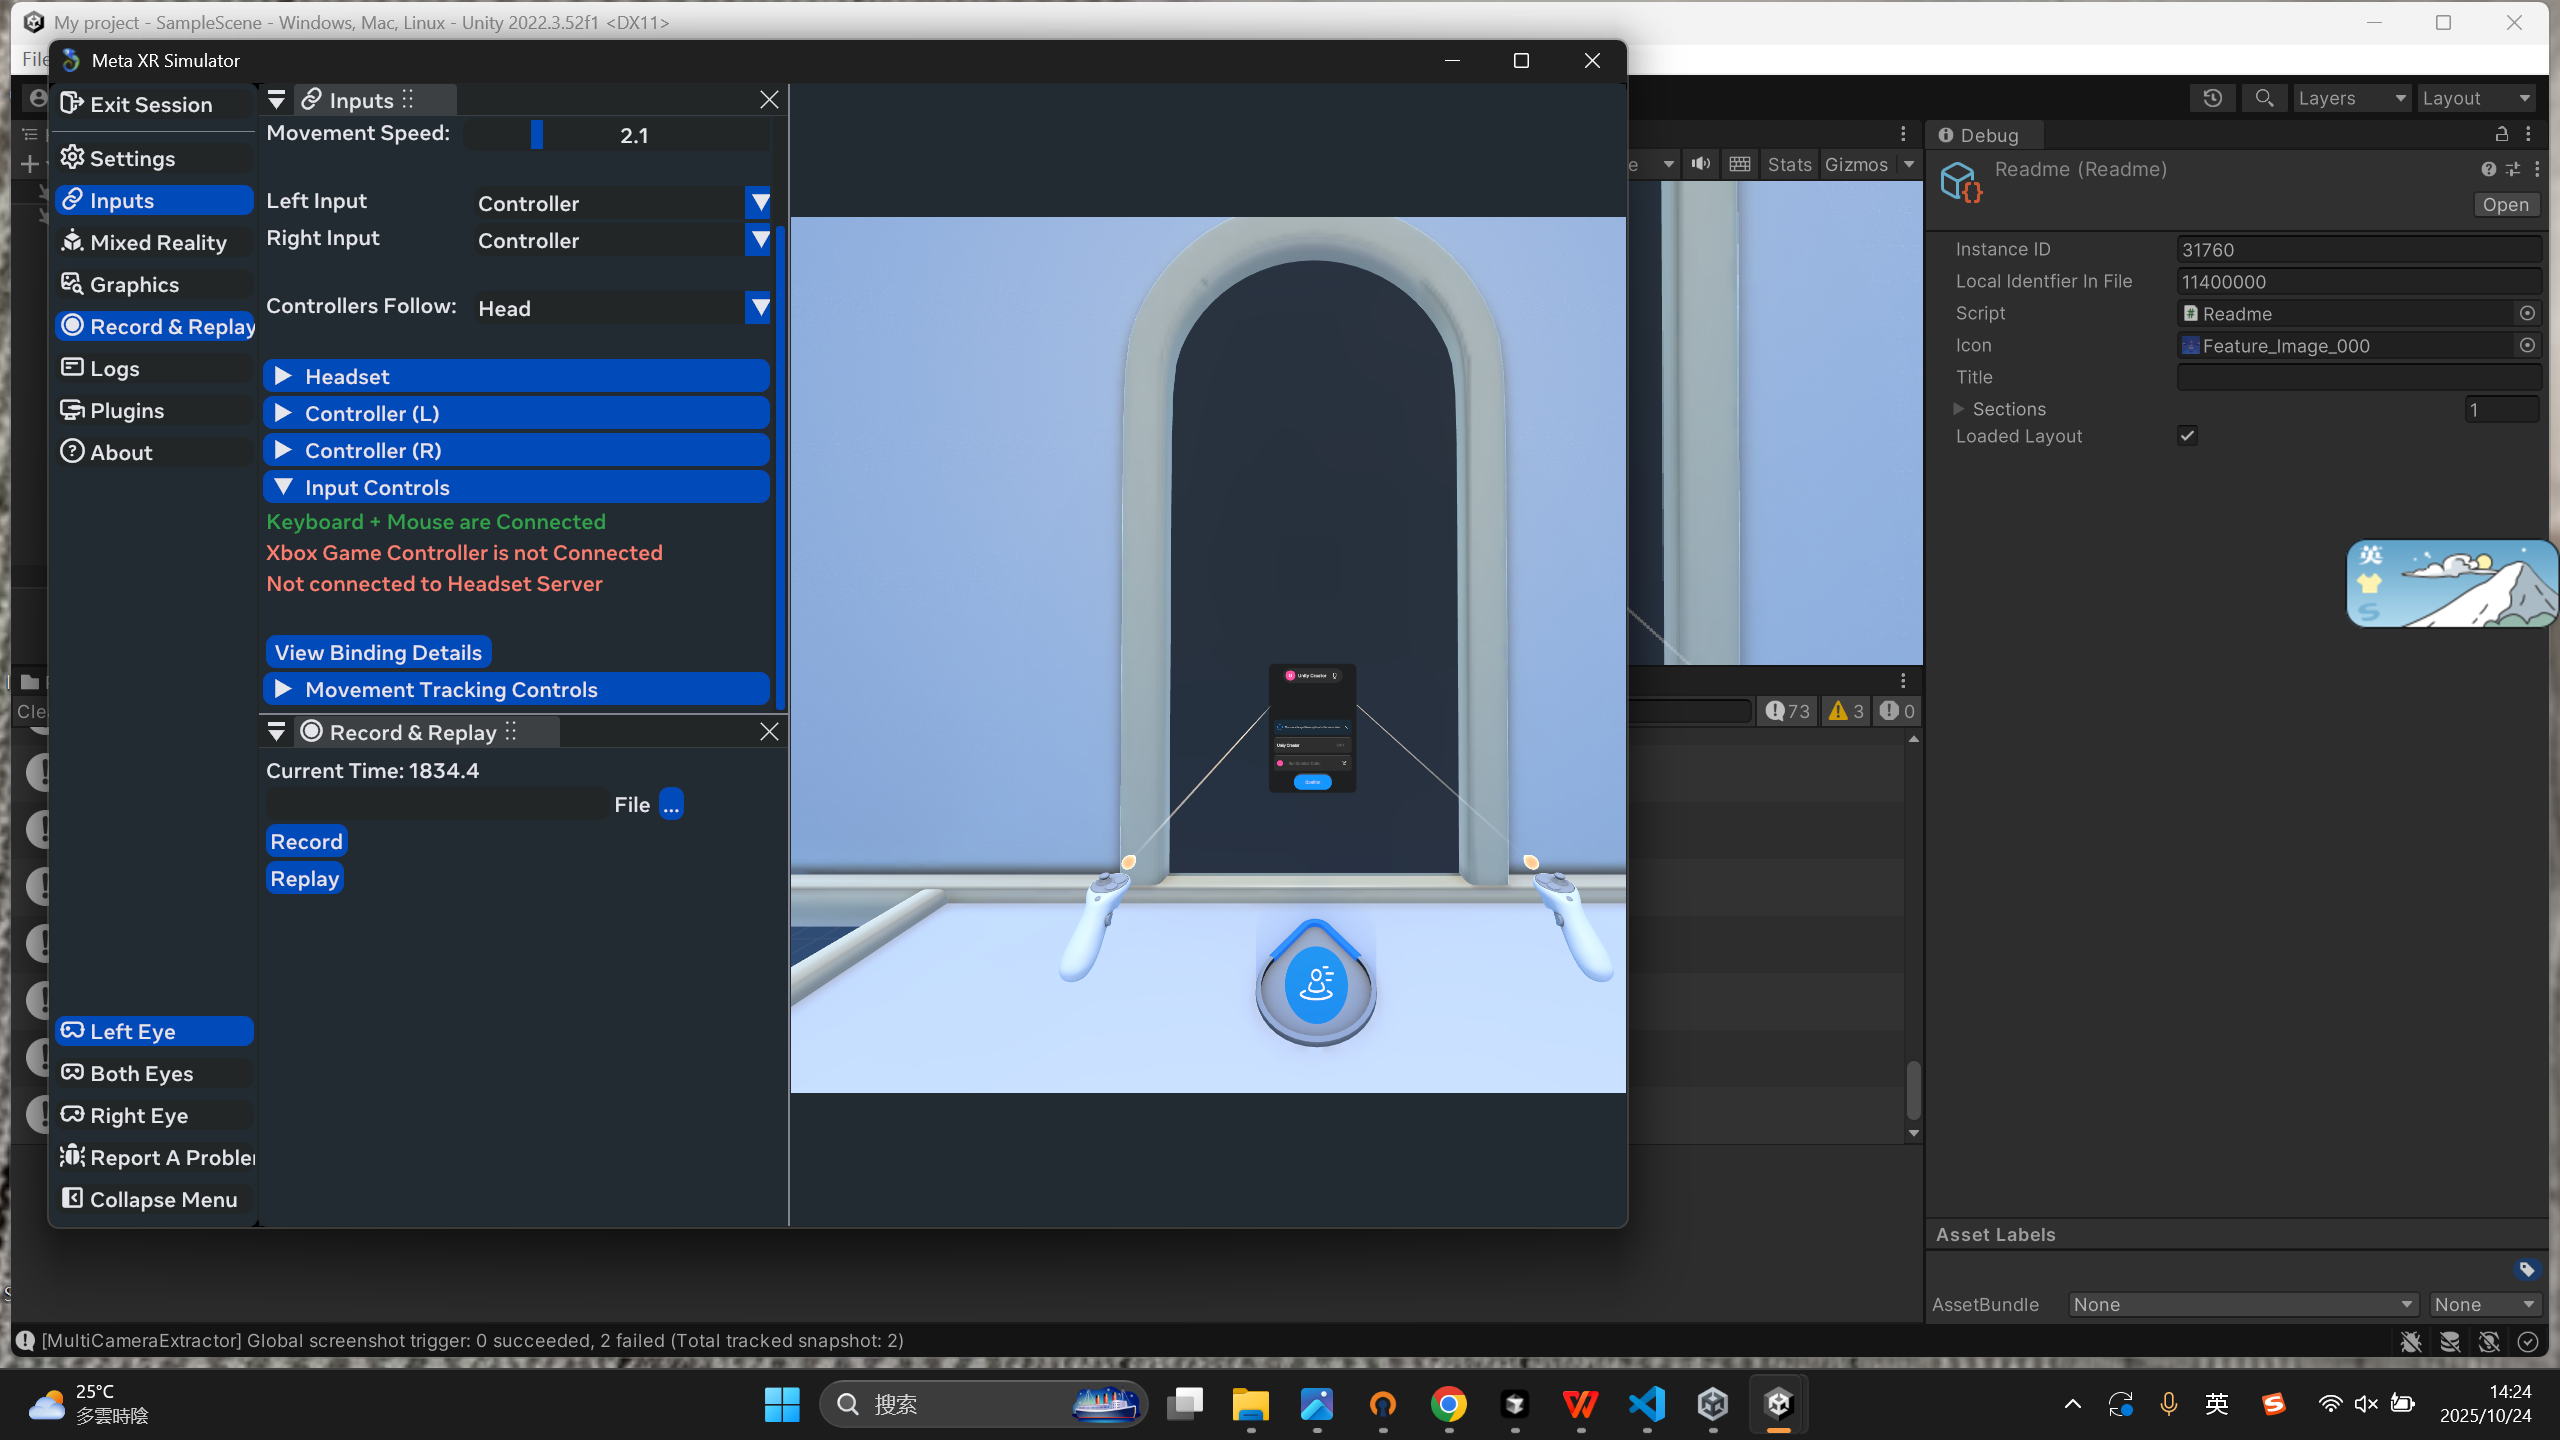 My project - SampleScene - Windows, Mac, Linux - Unity 2022.3.52f1 <DX11>
File
Meta XR Simulator
Layers
Layout
Exit Session
Settings
Inputs
Mixed Reality
Graphics
Record & Replay
Logs
Plugins
About
Left Eye
Both Eyes
Right Eye
Report A Problem
Collapse Menu
Inputs
Movement Speed: 2.1
Left Input Controller
Right Input Controller
Controllers Follow: Head
Headset
Controller (L)
Controller (R)
Input Controls
Keyboard + Mouse are Connected
Xbox Game Controller is not Connected
Not connected to Headset Server
View Binding Details
Movement Tracking Controls
Record & Replay
Current Time: 1834.4
File ...
Record
Replay
Unity Creator
Unity Creator
Stats Gizmos
73 3 0
Cle
Debug
Readme (Readme)
Open
Instance ID 31760
Local Identfier In File 11400000
Script Readme
Icon Feature_Image_000
Title
Sections 1
Loaded Layout
英
Asset Labels
AssetBundle None None
[MultiCameraExtractor] Global screenshot trigger: 0 succeeded, 2 failed (Total tracked snapshot: 2)
25°C
多雲時陰
搜索
英
14:24
2025/10/24